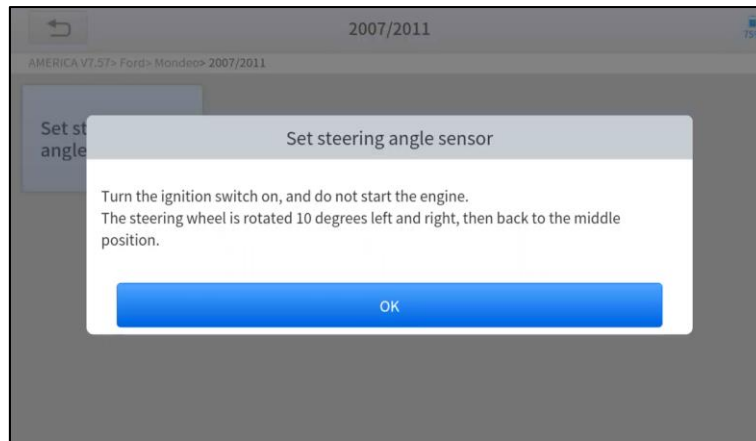 2007/2011
75%
AMERICA V7.57> Ford> Mondeo> 2007/2011
Set st
angle
Set steering angle sensor
Turn the ignition switch on, and do not start the engine.
The steering wheel is rotated 10 degrees left and right, then back to the middle
position.
OK